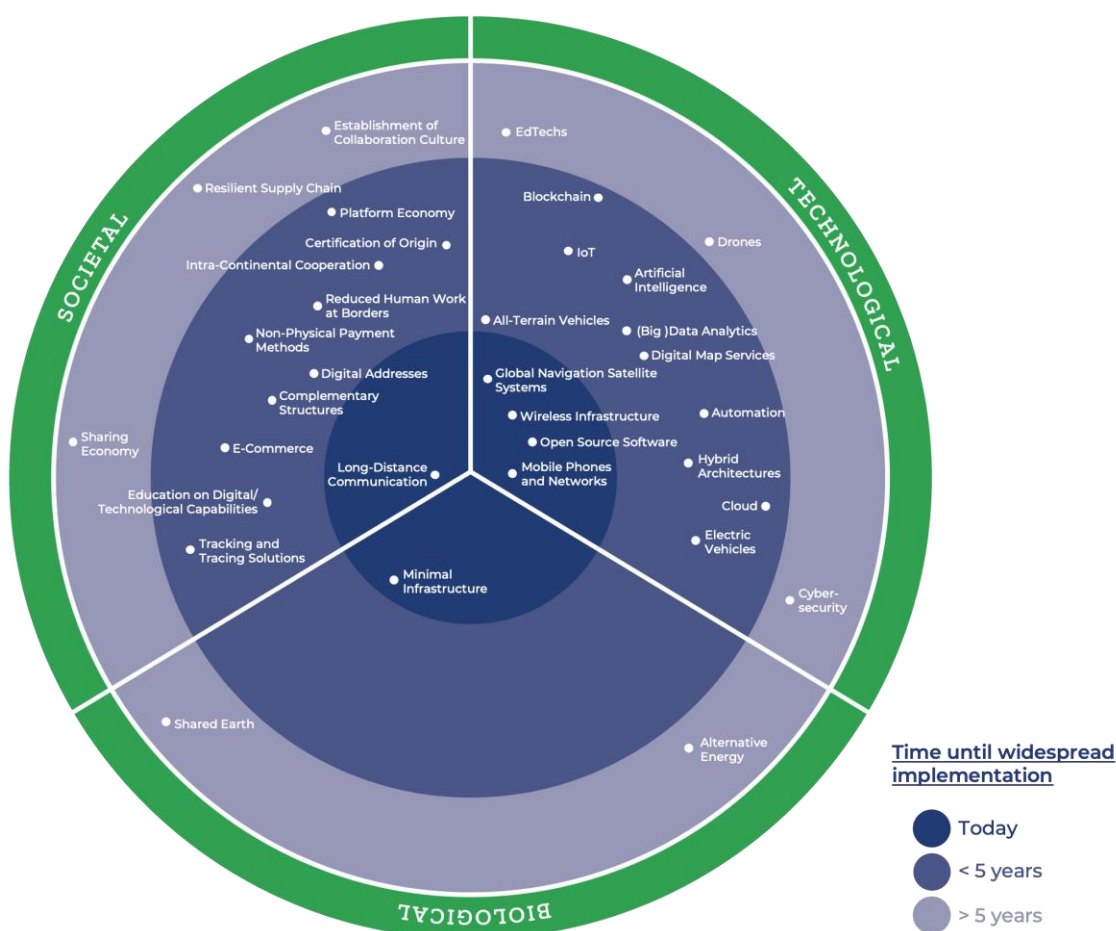 SOCIETAL
TECHNOLOGICAL
BIOLOGICAL
Establishment of
Collaboration Culture
Resilient Supply Chain
Platform Economy
Certification of Origin
Intra-Continental Cooperation
Reduced Human Work
at Borders
Non-Physical Payment
Methods
Digital Addresses
Complementary
Structures
Sharing
Economy
E-Commerce
Long-Distance
Communication
Education on Digital/
Technological Capabilities
Tracking and
Tracing Solutions
EdTechs
Blockchain
Drones
IoT
Artificial
Intelligence
All-Terrain Vehicles
(Big )Data Analytics
Digital Map Services
Global Navigation Satellite
Systems
Wireless Infrastructure
Automation
Open Source Software
Hybrid
Architectures
Mobile Phones
and Networks
Cloud
Electric
Vehicles
Cyber-
security
Minimal
Infrastructure
Shared Earth
Alternative
Energy
Time until widespread
implementation
Today
< 5 years
> 5 years